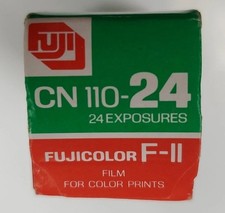 FUJI
CN 110-24
24 EXPOSURES
FUJICOLOR F-II
FILM
FOR COLOR PRINTS